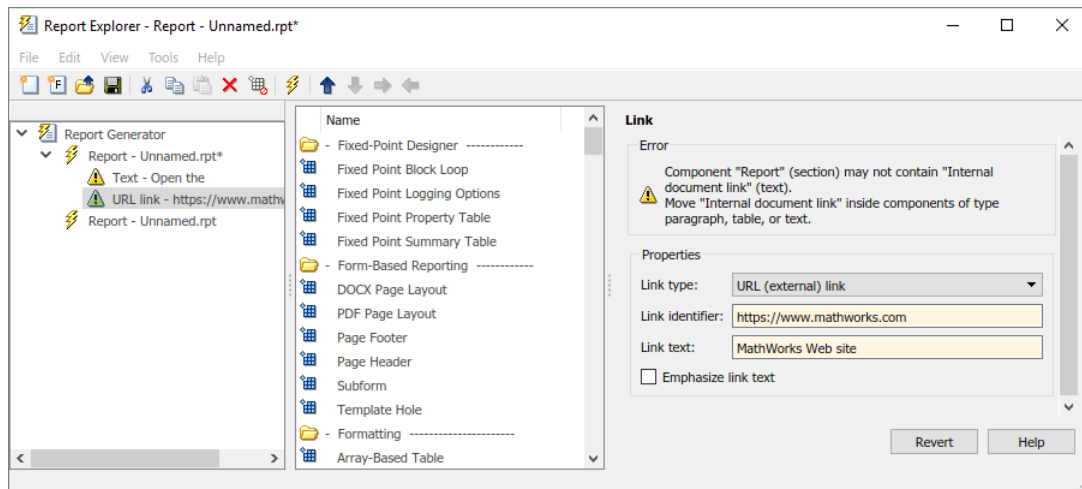 Report Explorer - Report - Unnamed.rpt*
File Edit View Tools Help
Report Generator
Report - Unnamed.rpt*
Text - Open the
URL link - https://www.mathw
Report - Unnamed.rpt
Name
- Fixed-Point Designer ------------
Fixed Point Block Loop
Fixed Point Logging Options
Fixed Point Property Table
Fixed Point Summary Table
- Form-Based Reporting ------------
DOCX Page Layout
PDF Page Layout
Page Footer
Page Header
Subform
Template Hole
- Formatting ----------------------
Array-Based Table
Link
Error
Component "Report" (section) may not contain "Internal
document link" (text).
Move "Internal document link" inside components of type
paragraph, table, or text.
Properties
Link type: URL (external) link
Link identifier: https://www.mathworks.com
Link text: MathWorks Web site
Emphasize link text
Revert Help